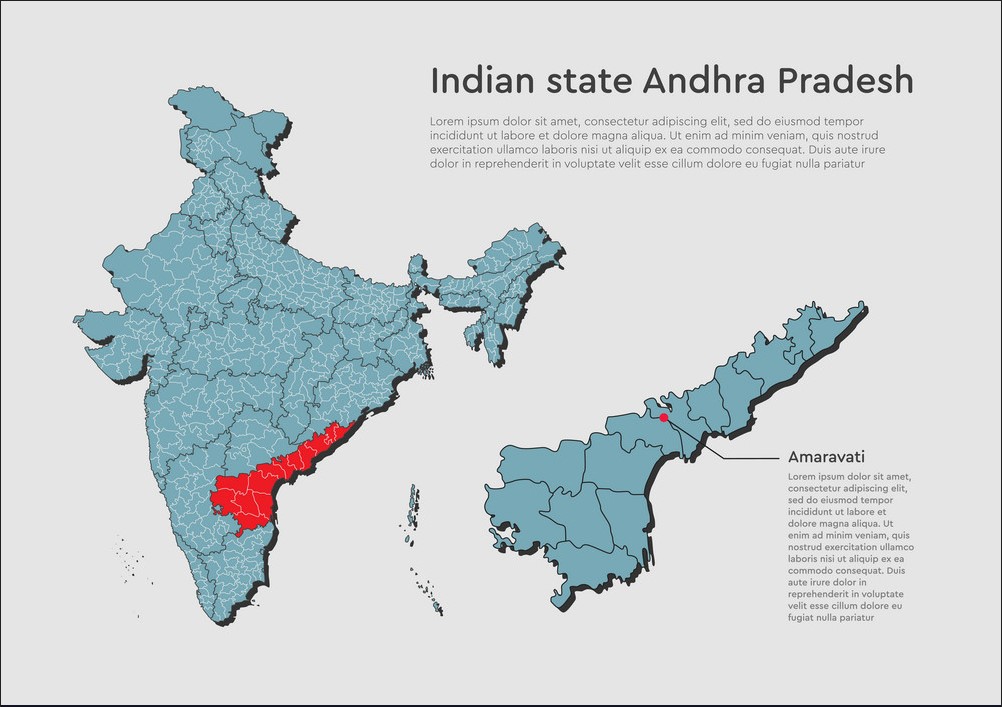 Indian state Andhra Pradesh
Lorem ipsum dolor sit amet, consectetur adipiscing elit, sed do eiusmod tempor
incididunt ut labore et dolore magna aliqua. Ut enim ad minim veniam, quis nostrud
exercitation ullamco laboris nisi ut aliquip ex ea commodo consequat. Duis aute irure
dolor in reprehenderit in voluptate velit esse cillum dolore eu fugiat nulla pariatur
Amaravati
Lorem ipsum dolor sit amet,
consectetur adipiscing elit,
sed do eiusmod tempor
incididunt ut labore et
dolore magna aliqua. Ut
enim ad minim veniam, quis
nostrud exercitation ullamco
laboris nisi ut aliquip ex ea
commodo consequat. Duis
aute irure dolor in
reprehenderit in voluptate
velit esse cillum dolore eu
fugiat nulla pariatur